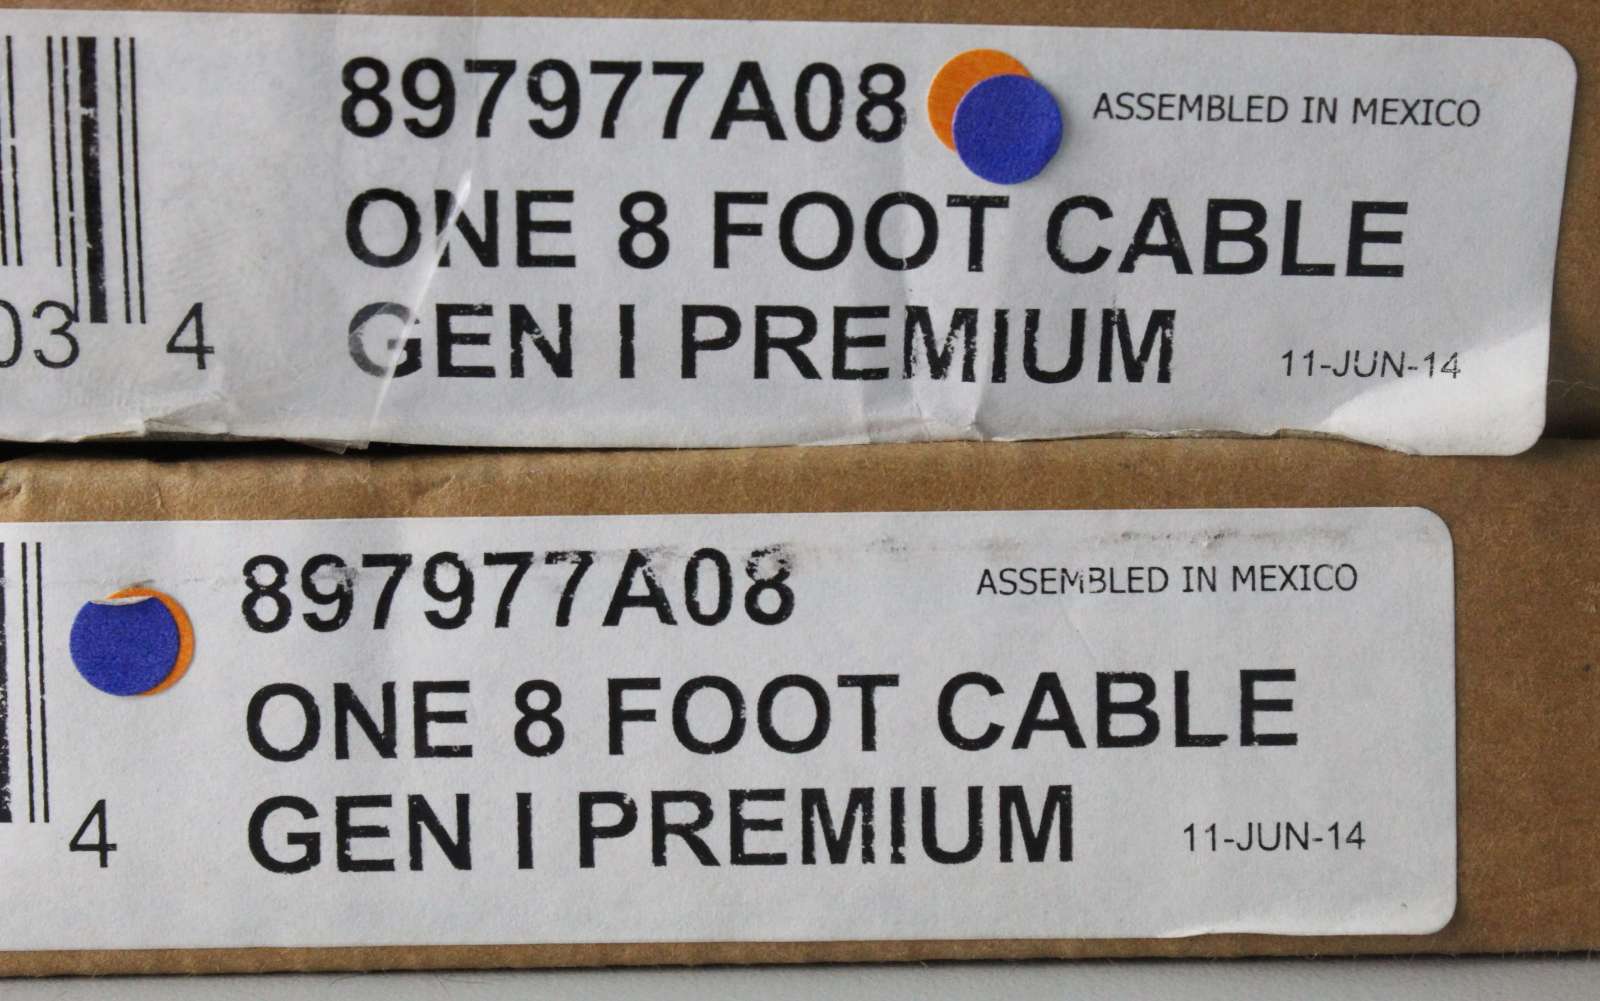 897977A08
ASSEMBLED IN MEXICO
ONE 8 FOOT CABLE
GEN I PREMIUM
11-JUN-14
03 4
897977A08
ASSEMBLED IN MEXICO
ONE 8 FOOT CABLE
GEN I PREMIUM
11-JUN-14
4